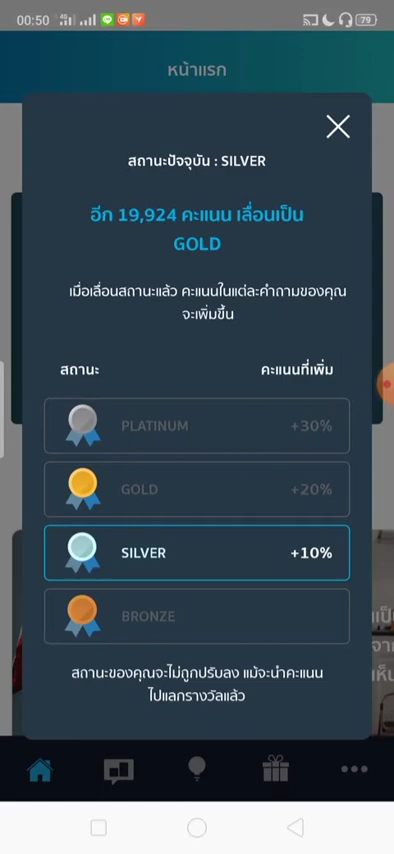 00:50
79
หน้าแรก
สถานะปัจจุบัน : SILVER
อีก 19,924 คะแนน เลื่อนเป็น
GOLD
เมื่อเลื่อนสถานะแล้ว คะแนนในแต่ละคำถามของคุณ
จะเพิ่มขึ้น
สถานะ คะแนนที่เพิ่ม
PLATINUM +30%
GOLD +20%
SILVER +10%
BRONZE
สถานะของคุณจะไม่ถูกปรับลง แม้จะนำคะแนน
ไปแลกรางวัลแล้ว